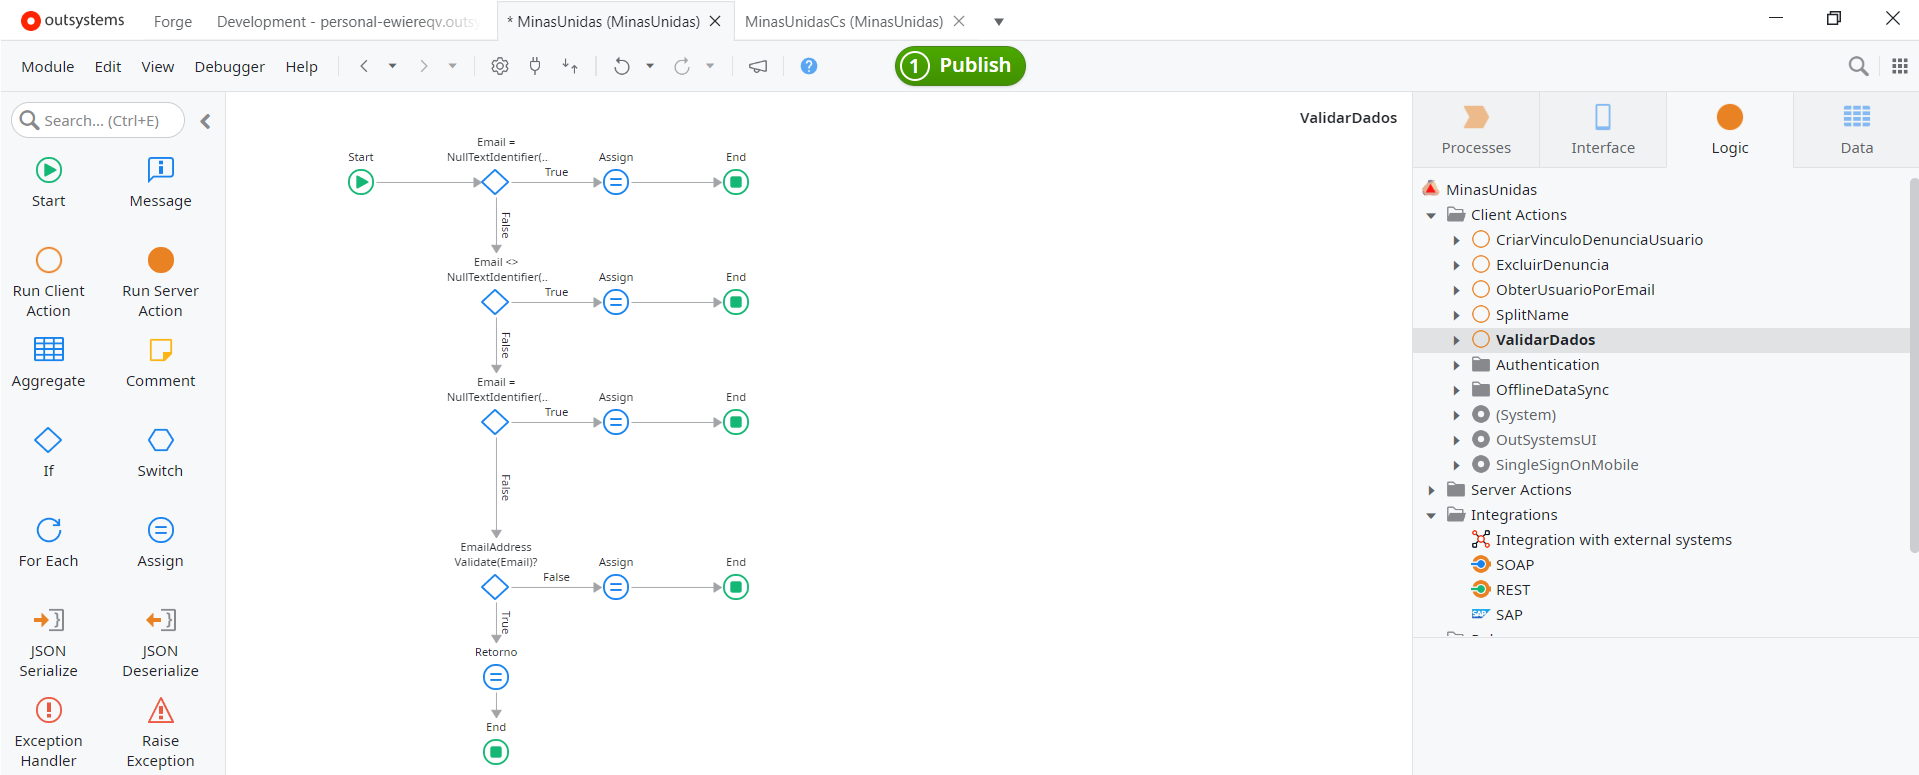 outsystems
Forge
Development - personal-ewiereqv.outsy
* MinasUnidas (MinasUnidas)
MinasUnidasCs (MinasUnidas)
Module
Edit
View
Debugger
Help
1 Publish
Search... (Ctrl+E)
Start
Message
Run Client
Action
Run Server
Action
Aggregate
Comment
If
Switch
For Each
Assign
JSON
Serialize
JSON
Deserialize
Exception
Handler
Raise
Exception
ValidarDados
Start
Email =
NullTextIdentifier(..
True
Assign
End
False
Email <>
NullTextIdentifier(..
True
Assign
End
False
Email =
NullTextIdentifier(..
True
Assign
End
False
EmailAddress
Validate(Email)?
False
Assign
End
True
Retorno
End
Processes
Interface
Logic
Data
MinasUnidas
Client Actions
CriarVinculoDenunciaUsuario
ExcluirDenuncia
ObterUsuarioPorEmail
SplitName
ValidarDados
Authentication
OfflineDataSync
(System)
OutSystemsUI
SingleSignOnMobile
Server Actions
Integrations
Integration with external systems
SOAP
REST
SAP SAP